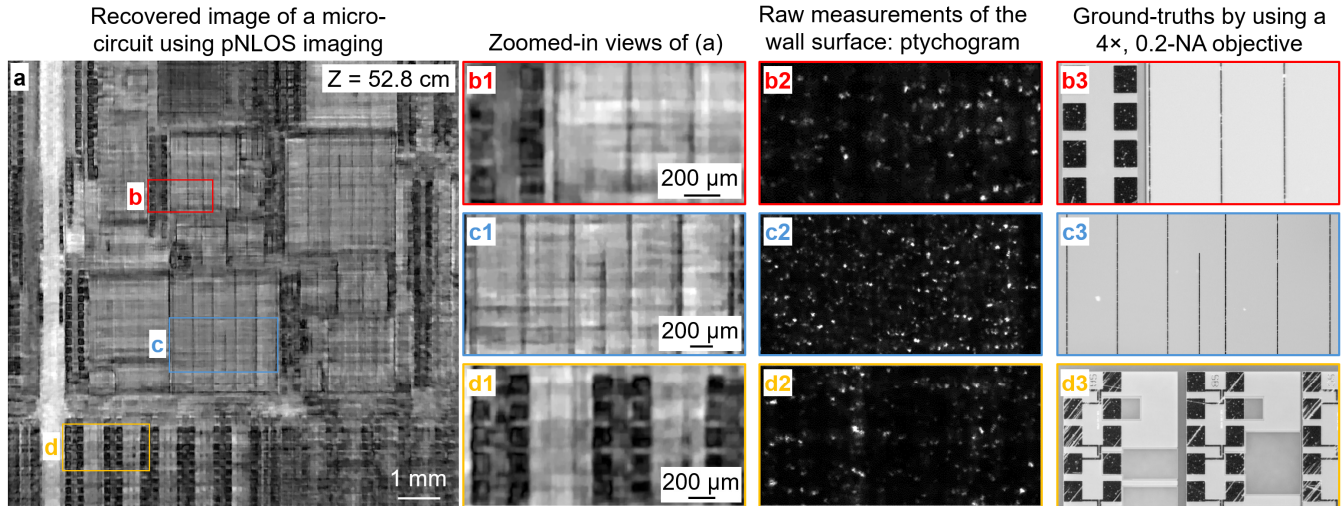 Recovered image of a micro-
circuit using pNLOS imaging
Zoomed-in views of (a)
Raw measurements of the
wall surface: ptychogram
Ground-truths by using a
4×, 0.2-NA objective
a
Z = 52.8 cm
b
c
d
1 mm
b1
200 µm
b2
b3
c1
200 µm
c2
c3
d1
200 µm
d2
d3